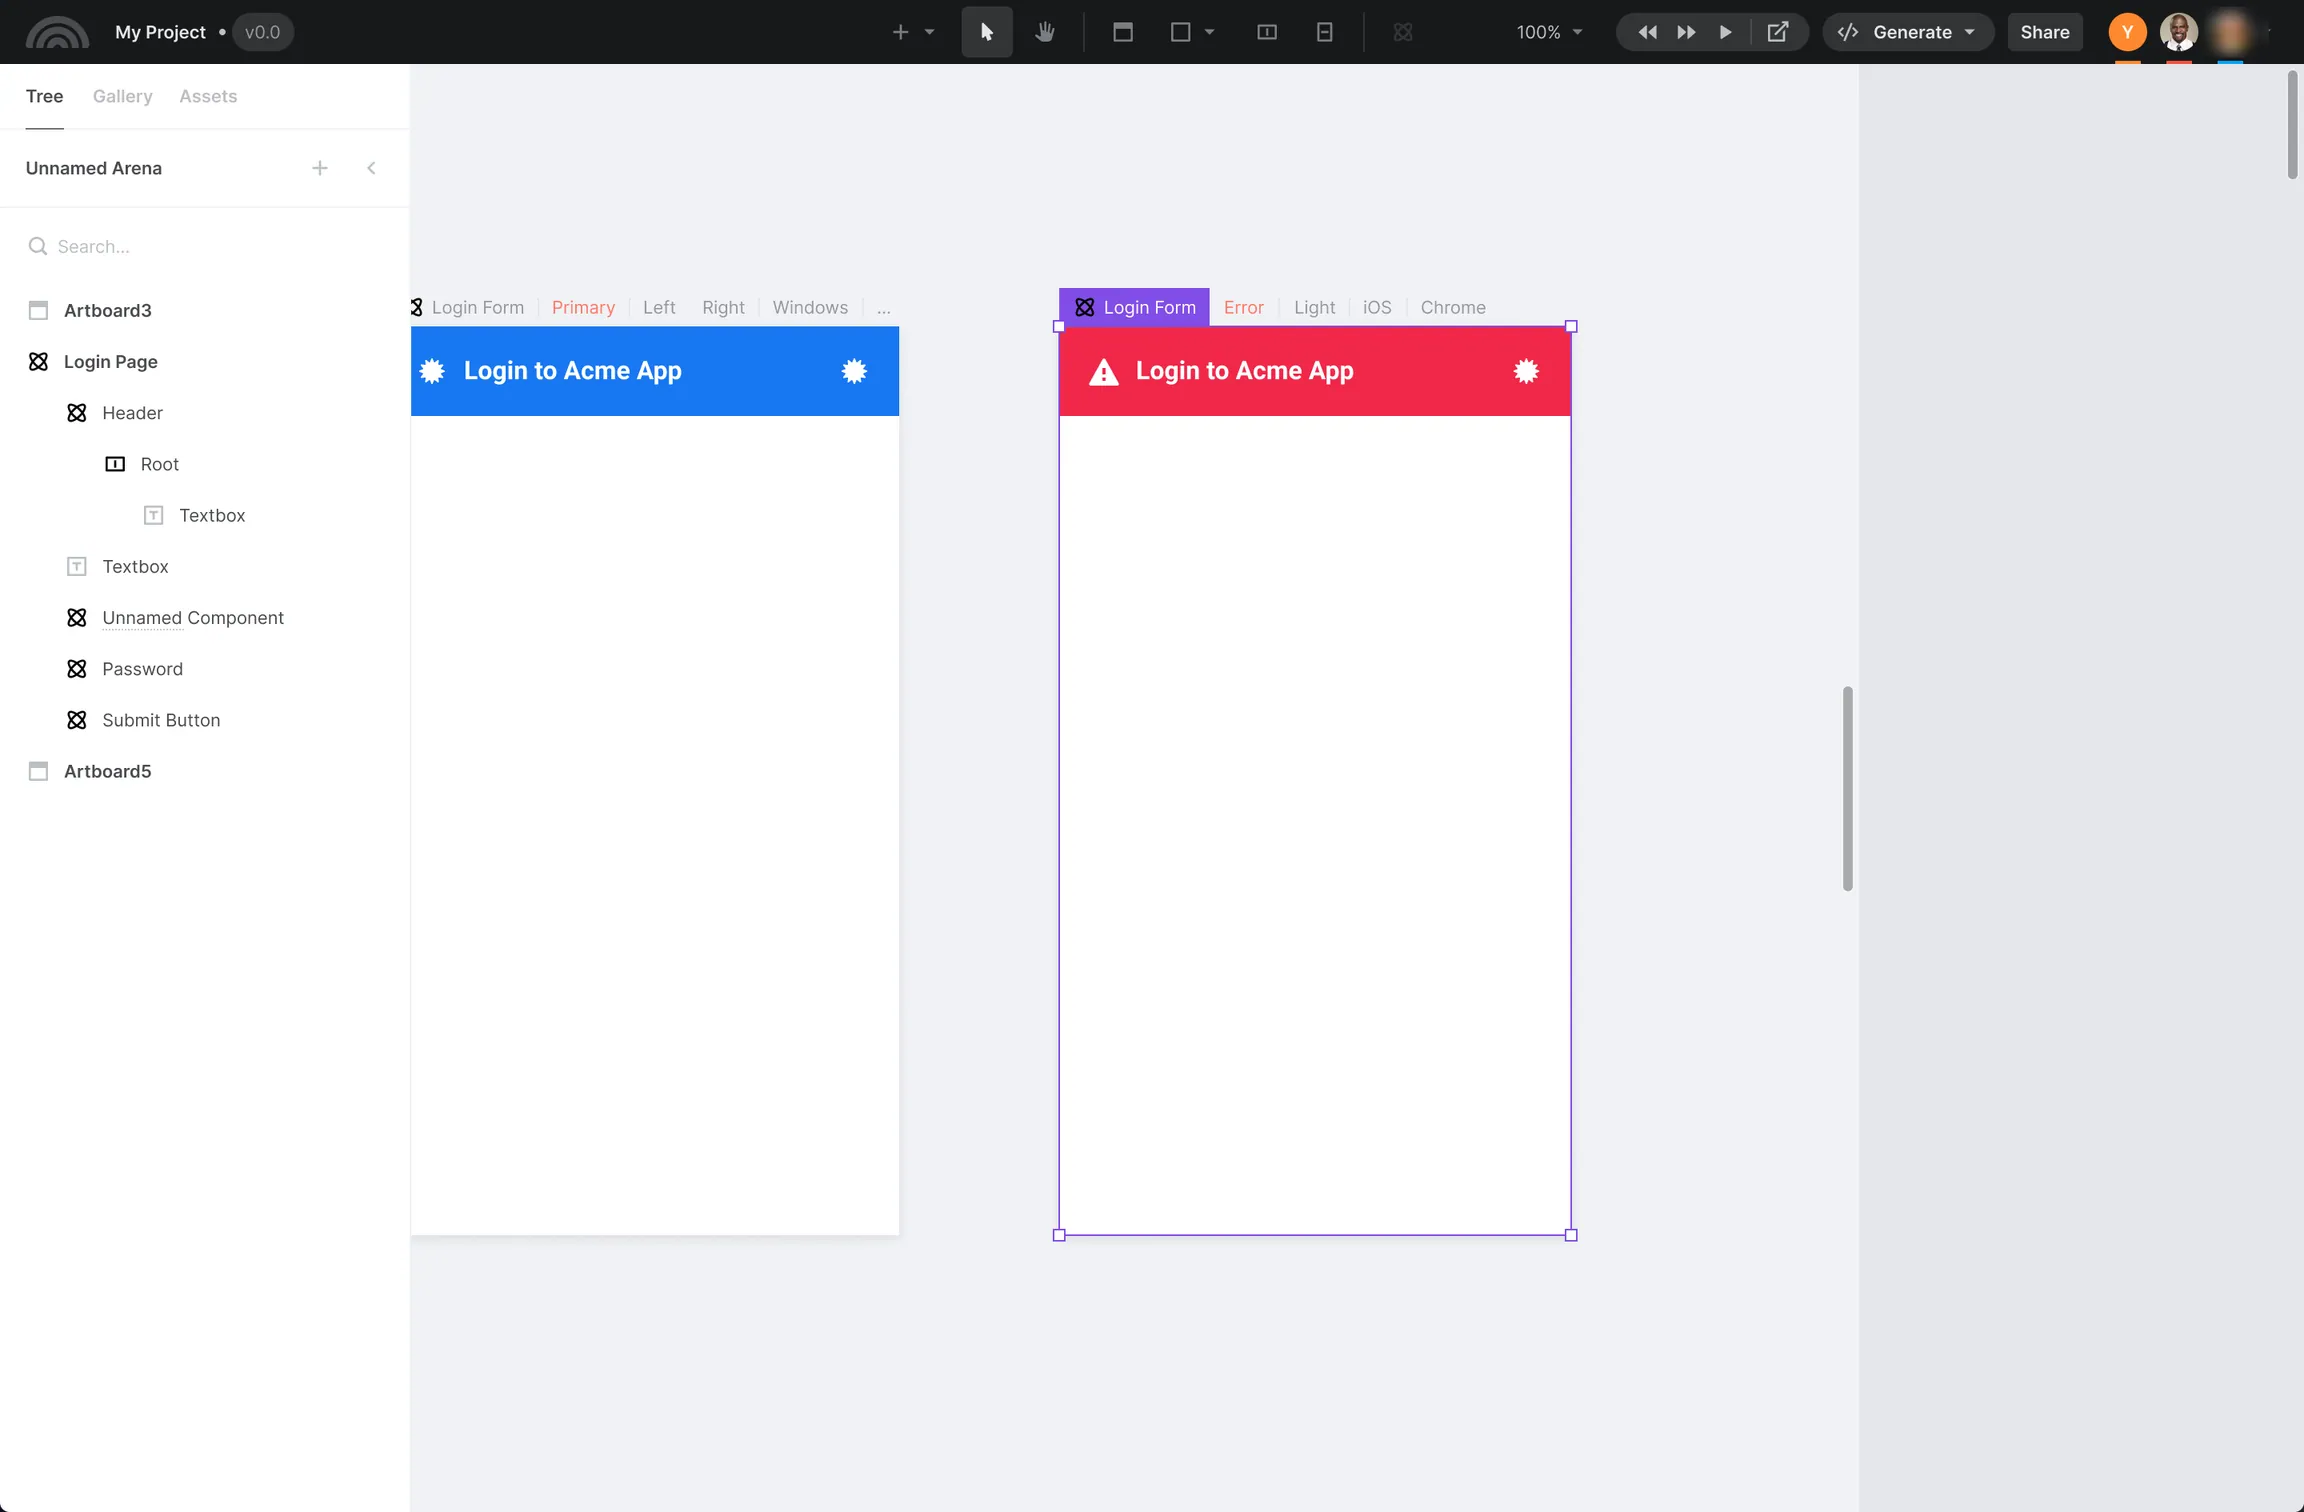 My Project • v0.0
100%
Generate
Share
Y
Tree Gallery Assets
Unnamed Arena
Search...
Artboard3
Login Page
Header
Root
Textbox
Textbox
Unnamed Component
Password
Submit Button
Artboard5
Login Form Primary Left Right Windows ...
Login to Acme App
Login Form Error Light iOS Chrome
Login to Acme App